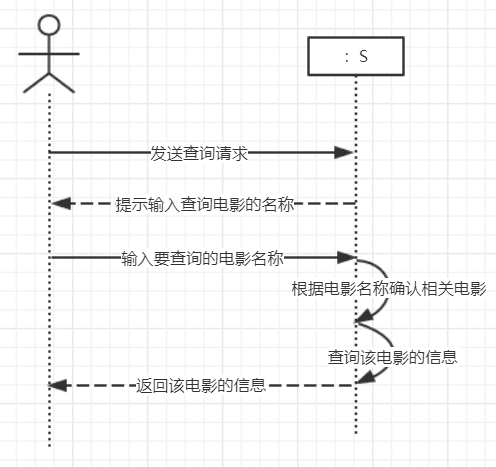 ：S
发送查询请求
提示输入查询电影的名称
输入要查询的电影名称
根据电影名称确认相关电影
查询该电影的信息
返回该电影的信息